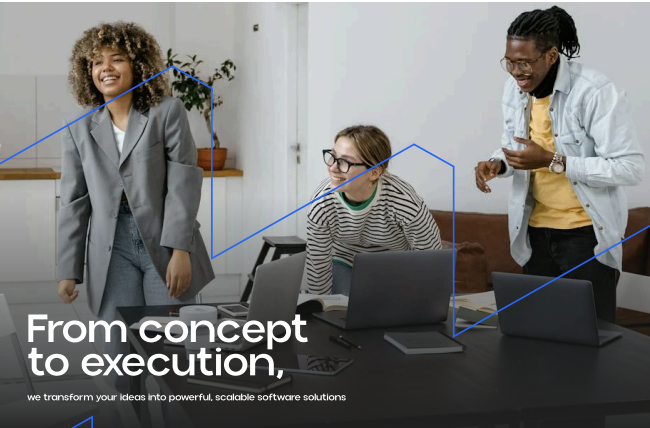 From concept
to execution,
we transform your ideas into powerful, scalable software solutions